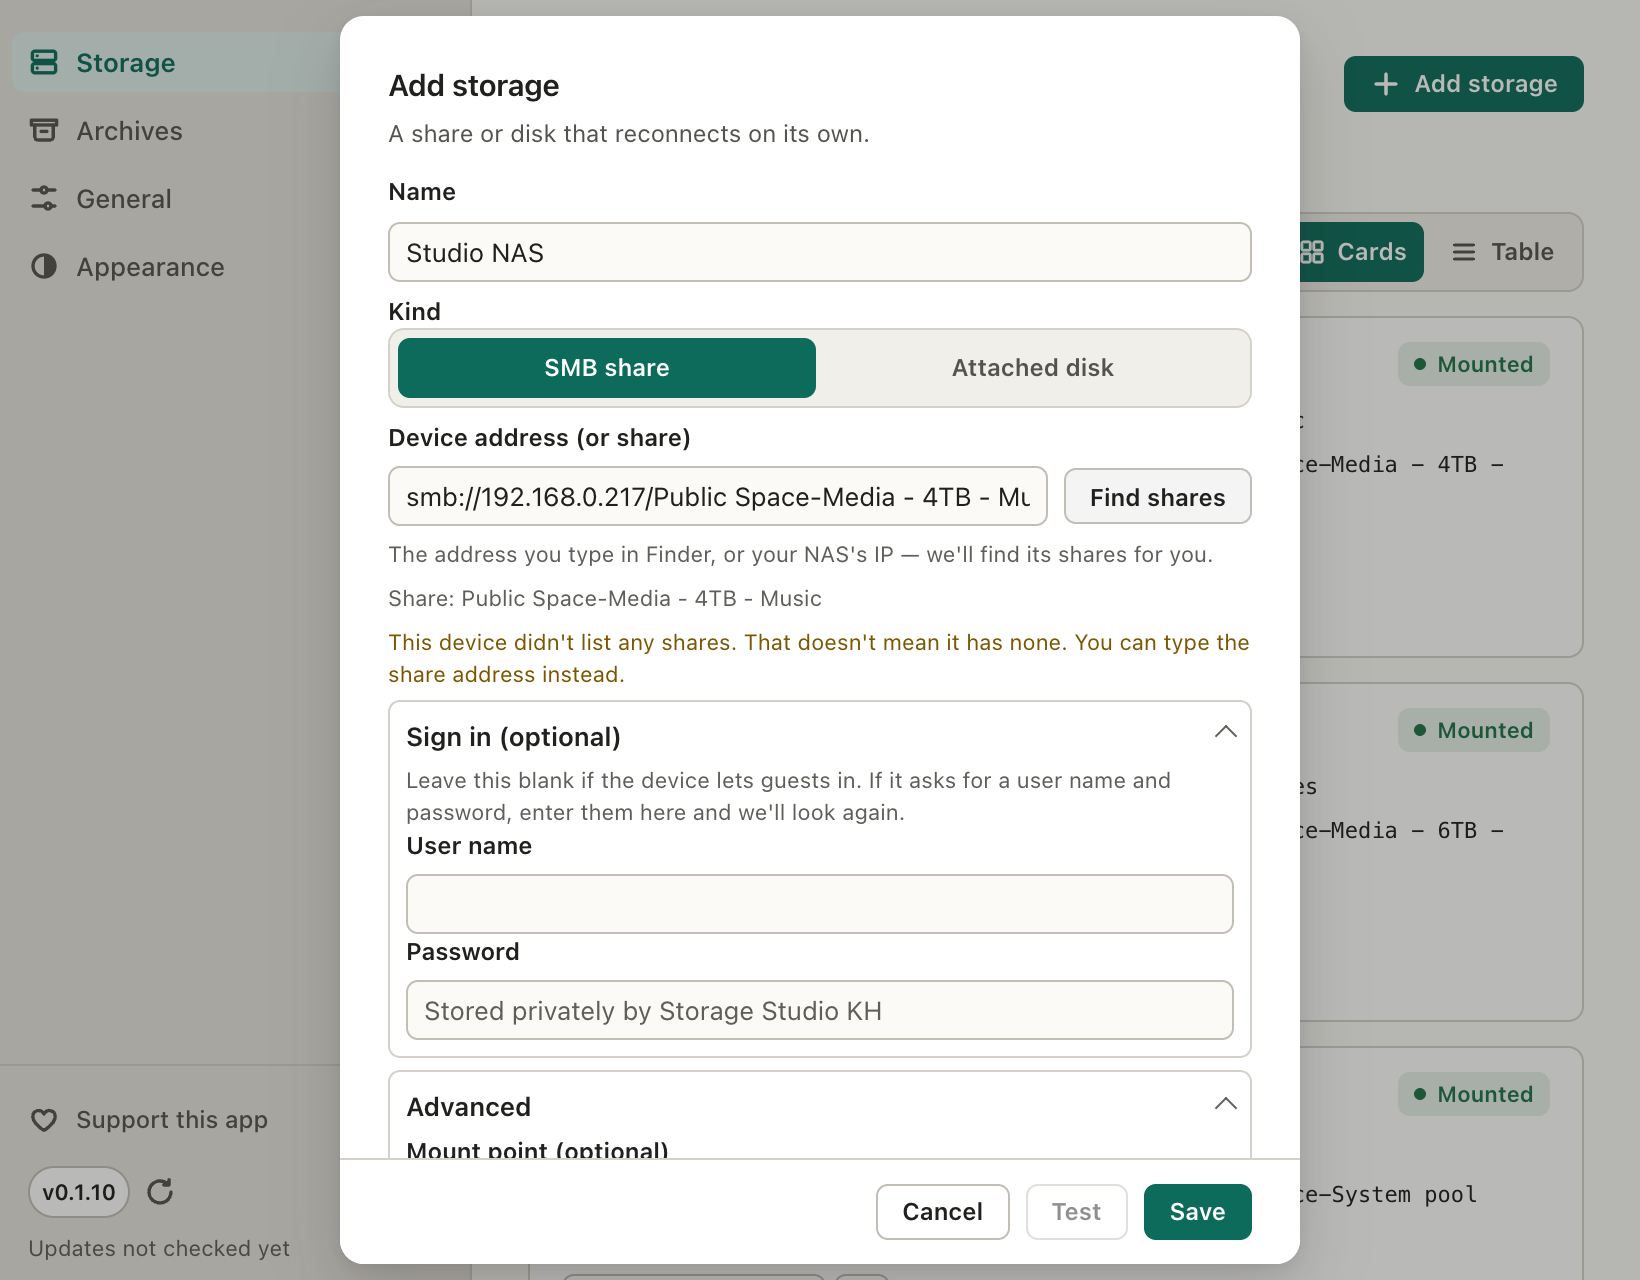 Storage
Archives
General
Appearance
Support this app
v0.1.10
Updates not checked yet
Add storage
Cards
Table
Mounted
ce-Media - 4TB -
Mounted
es
ce-Media - 6TB -
Mounted
ce-System pool
Add storage
A share or disk that reconnects on its own.
Name
Studio NAS
Kind
SMB share
Attached disk
Device address (or share)
smb://192.168.0.217/Public Space-Media - 4TB - Mu
Find shares
The address you type in Finder, or your NAS's IP — we'll find its shares for you.
Share: Public Space-Media - 4TB - Music
This device didn't list any shares. That doesn't mean it has none. You can type the
share address instead.
Sign in (optional)
Leave this blank if the device lets guests in. If it asks for a user name and
password, enter them here and we'll look again.
User name
Password
Stored privately by Storage Studio KH
Advanced
Mount point (optional)
Cancel
Test
Save